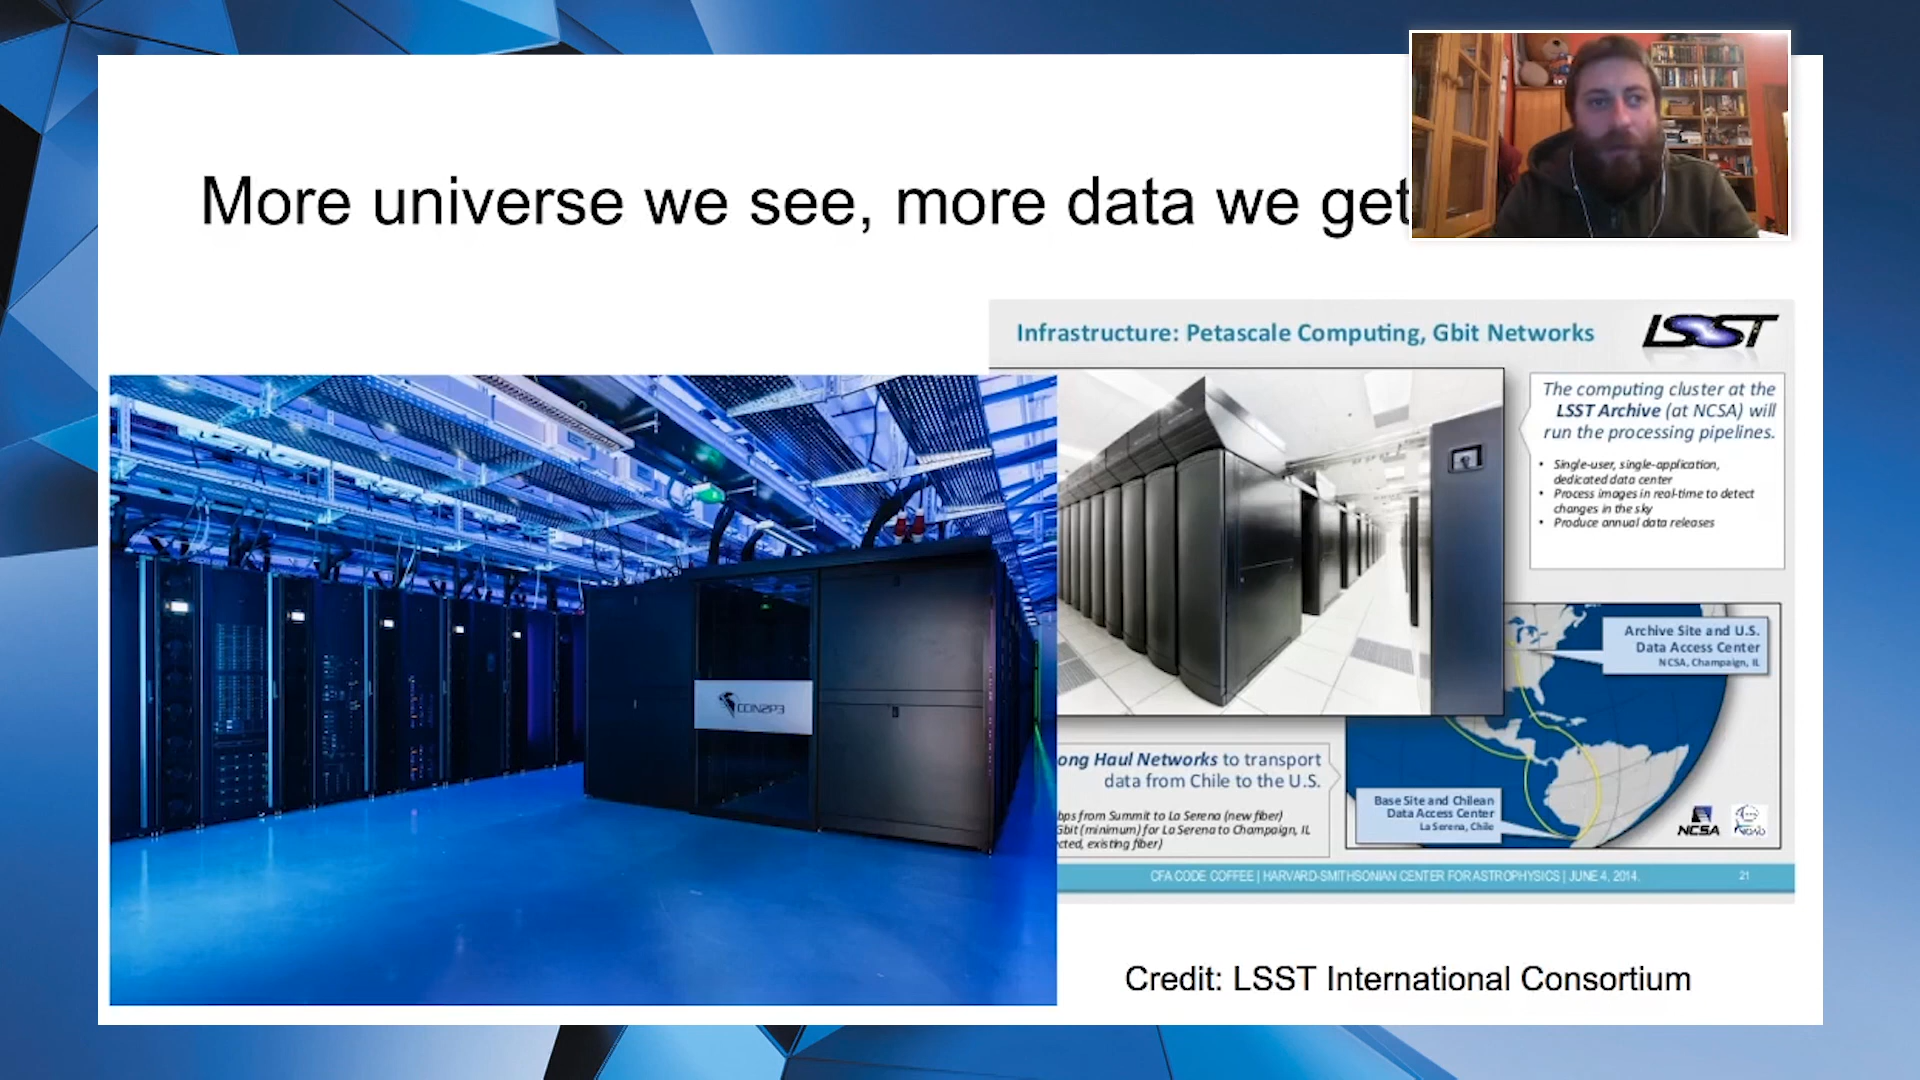 More universe we see, more data we get
Infrastructure: Petascale Computing, Gbit Networks
LSST
The computing cluster at the
LSST Archive (at NCSA) will
run the processing pipelines.
• Single-user, single-application,
dedicated data center
• Process images in real-time to detect
changes in the sky
• Produce annual data releases
CCIN2P3
Archive Site and U.S.
Data Access Center
NCSA, Champaign, IL
ong Haul Networks to transport
data from Chile to the U.S.
bps from Summit to La Serena (new fiber)
Gbit (minimum) for La Serena to Champaign, IL
cted, existing fiber)
Base Site and Chilean
Data Access Center
La Serena, Chile
NCSA
CFA CODE COFFEE | HARVARD-SMITHSONIAN CENTER FOR ASTROPHYSICS | JUNE 4, 2014.
21
Credit: LSST International Consortium